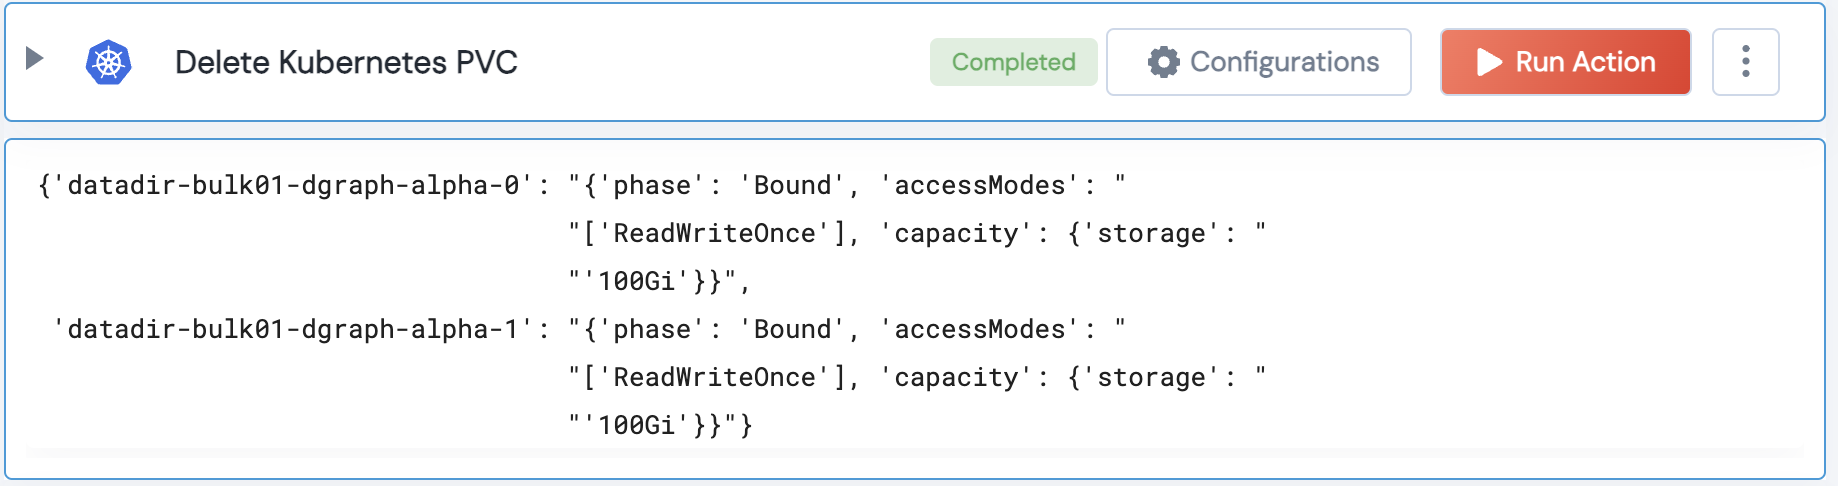 Delete Kubernetes PVC Completed Configurations Run Action
{'datadir-bulk01-dgraph-alpha-0': "{'phase': 'Bound', 'accessModes': "
"['ReadWriteOnce'], 'capacity': {'storage': "
"'100Gi'}}",
'datadir-bulk01-dgraph-alpha-1': "{'phase': 'Bound', 'accessModes': "
"['ReadWriteOnce'], 'capacity': {'storage': "
"'100Gi'}}"}